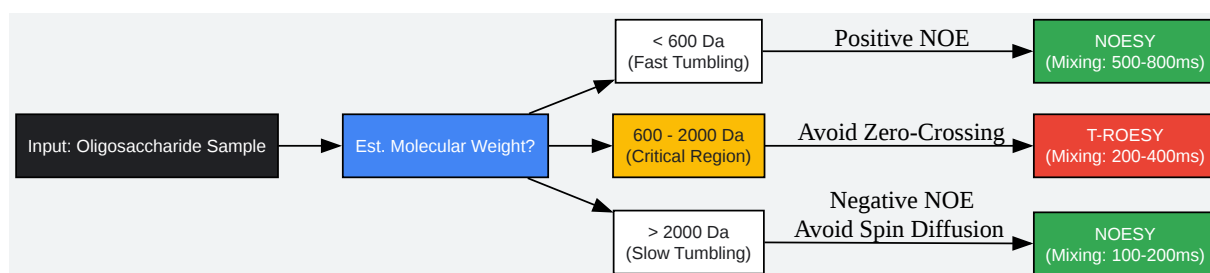 Input: Oligosaccharide Sample
Est. Molecular Weight?
< 600 Da
(Fast Tumbling)
Positive NOE
NOESY
(Mixing: 500-800ms)
600 - 2000 Da
(Critical Region)
Avoid Zero-Crossing
T-ROESY
(Mixing: 200-400ms)
> 2000 Da
(Slow Tumbling)
Negative NOE
Avoid Spin Diffusion
NOESY
(Mixing: 100-200ms)